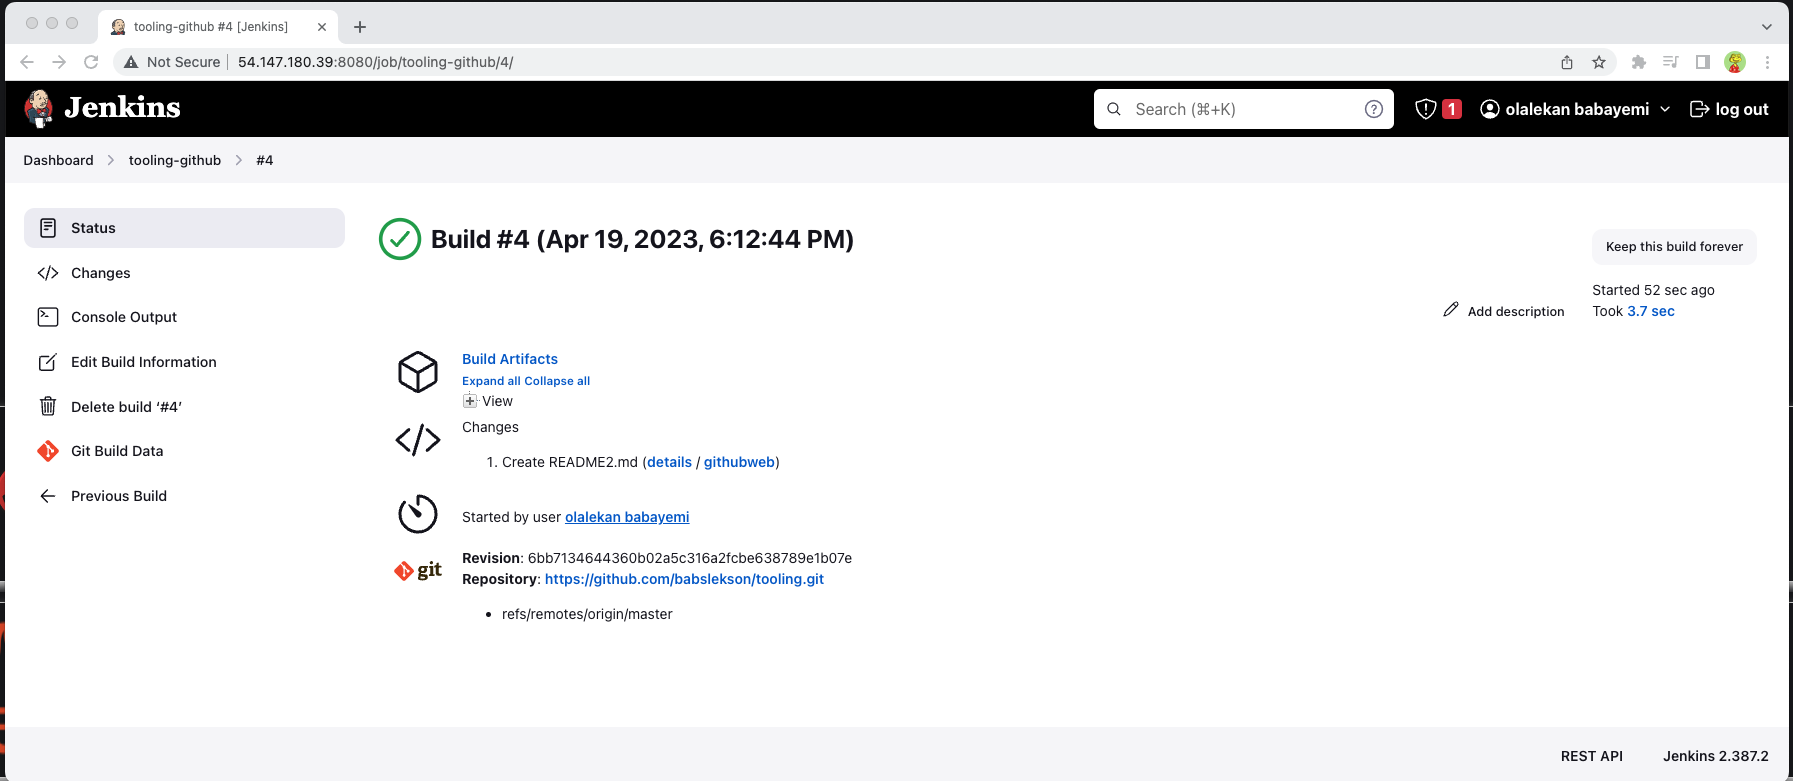 tooling-github #4 [Jenkins]
Not Secure 54.147.180.39:8080/job/tooling-github/4/
Jenkins
Search (⌘+K)
1
olalekan babayemi
log out
Dashboard tooling-github #4
Status
Changes
Console Output
Edit Build Information
Delete build ‘#4’
Git Build Data
Previous Build
Build #4 (Apr 19, 2023, 6:12:44 PM)
Keep this build forever
Started 52 sec ago
Took 3.7 sec
Add description
Build Artifacts
Expand all Collapse all
View
Changes
1. Create README2.md (details / githubweb)
Started by user olalekan babayemi
git
Revision: 6bb7134644360b02a5c316a2fcbe638789e1b07e
Repository: https://github.com/babslekson/tooling.git
• refs/remotes/origin/master
REST API Jenkins 2.387.2